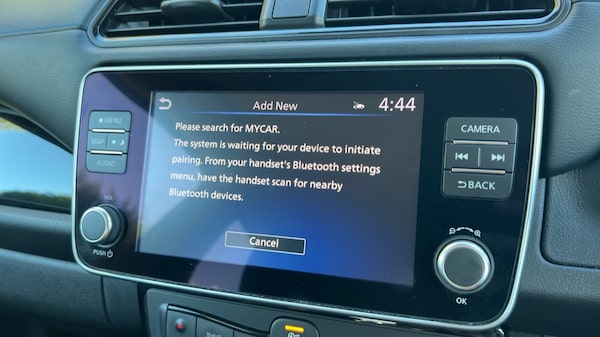 Add New
4:44
MENU
Please search for MYCAR.
CAMERA
The system is waiting for your device to initiate
MAP
pairing. From your handset's Bluetooth settings
AUDIO
menu, have the handset scan for nearby
BACK
Bluetooth devices.
VOL
Cancel
PUSH
OK